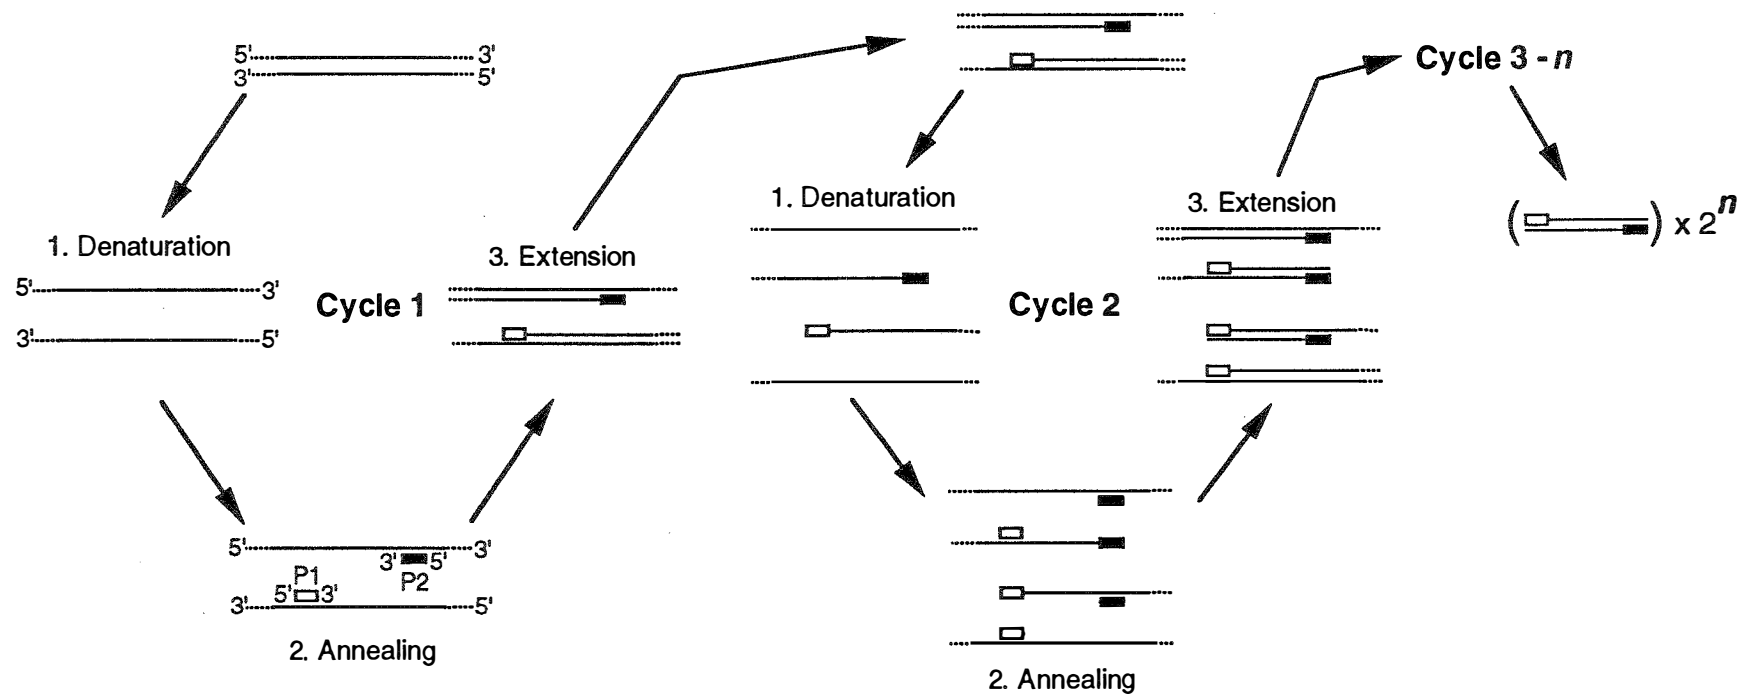 5' 3'
3' 5'
1. Denaturation
5' 3'
3' 5'
Cycle 1
5' 3'
3' 5'
P2
P1
5' 3'
3' 5'
2. Annealing
3. Extension
1. Denaturation
Cycle 2
2. Annealing
3. Extension
Cycle 3 - n
( ) x 2^n